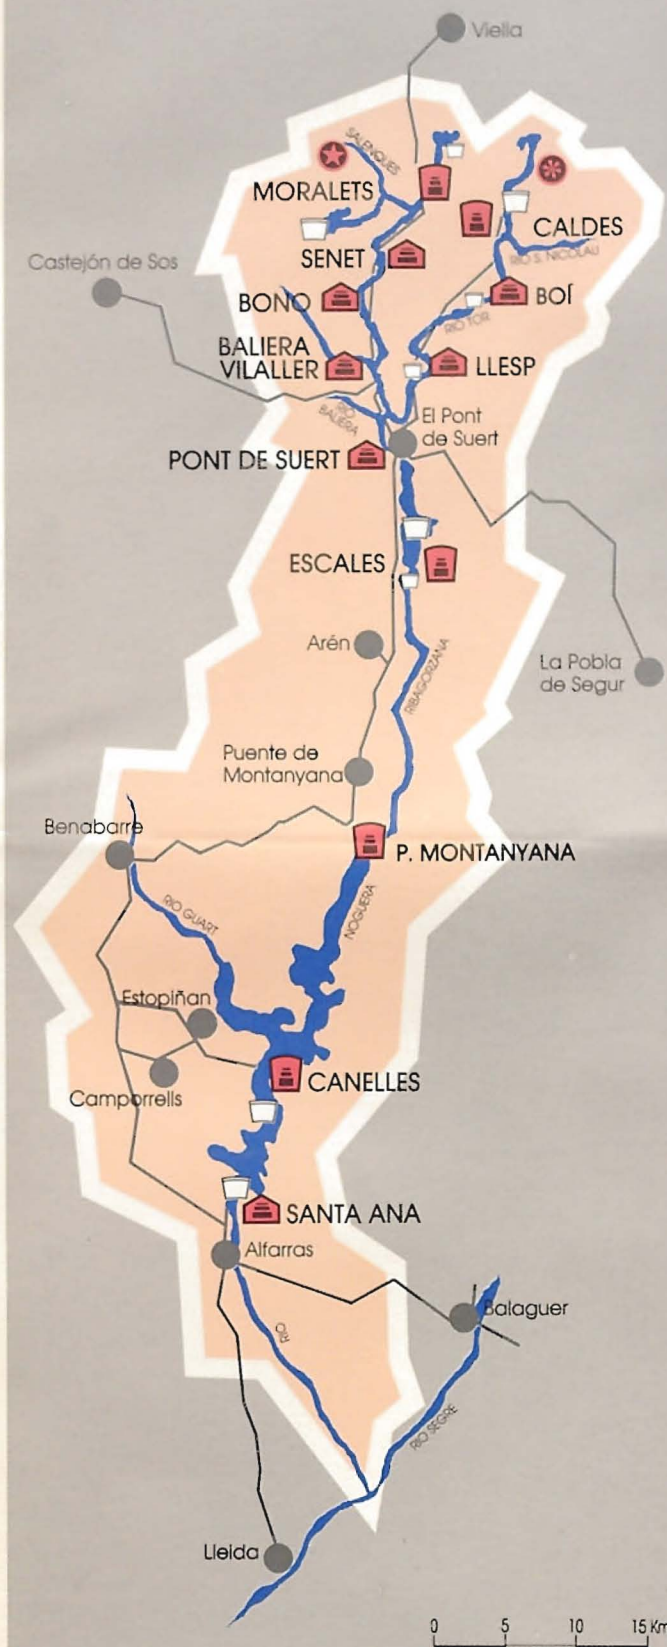 Viella
SALENQUES
MORALETS
CALDES
SENET
RIO S. NICOLAU
Castejón de Sos
BONO
BOÍ
RIO TOR
BALIERA
VILALLER
LLESP
RIO
BALIERA
El Pont
de Suert
PONT DE SUERT
ESCALES
Arén
RIBAGORZANA
La Pobla
de Segur
Puente de
Montanyana
Benabarre
P. MONTANYANA
RIO GUART
NOGUERA
Estopiñan
CANELLES
Camporrells
SANTA ANA
Alfarras
Balaguer
RIO
RIO SEGRE
Lleida
0 5 10 15 Km